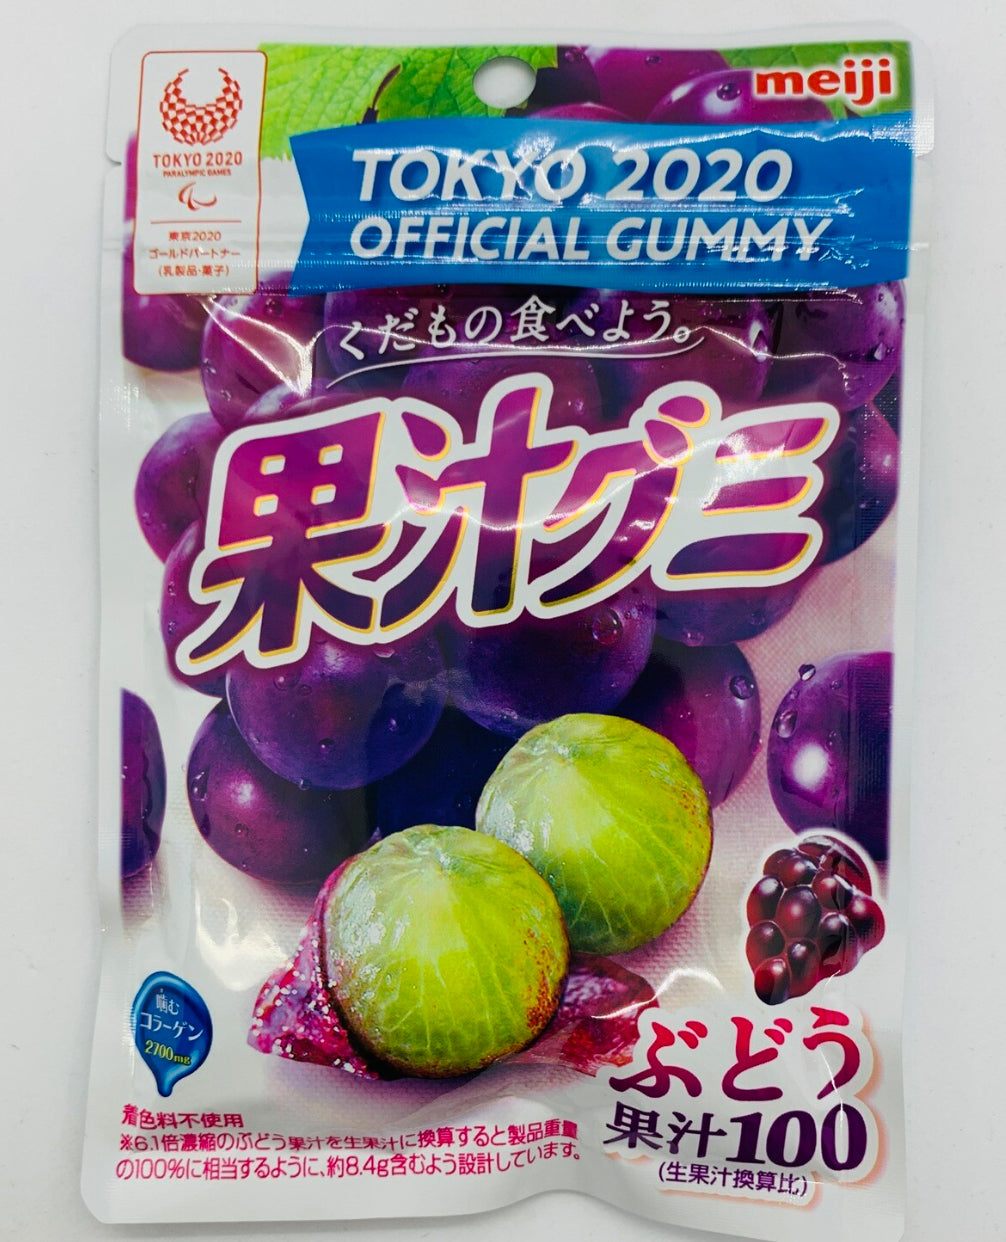 meiji
TOKYO 2020
PARALYMPIC GAMES
東京2020
ゴールドパートナー
(乳製品・菓子)
TOKYO 2020
OFFICIAL GUMMY
くだもの食べよう。
果汁グミ
噛む
コラーゲン
2700mg
ぶどう
果汁100
(生果汁換算比)
着色料不使用
※6.1倍濃縮のぶどう果汁を生果汁に換算すると製品重量
の100%に相当するように、約8.4g含むよう設計しています。